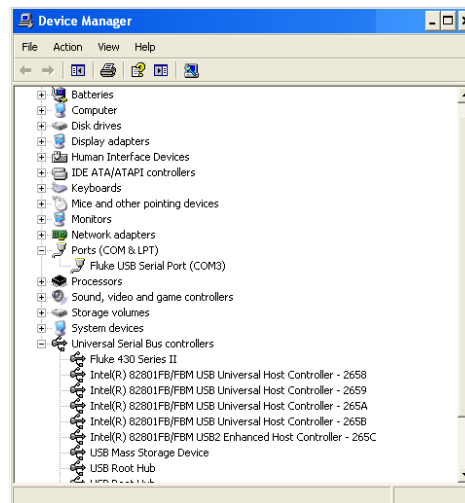 Device Manager
File Action View Help
Batteries
Computer
Disk drives
Display adapters
Human Interface Devices
IDE ATA/ATAPI controllers
Keyboards
Mice and other pointing devices
Monitors
Network adapters
Ports (COM & LPT)
Fluke USB Serial Port (COM3)
Processors
Sound, video and game controllers
Storage volumes
System devices
Universal Serial Bus controllers
Fluke 430 Series II
Intel(R) 82801FB/FBM USB Universal Host Controller - 2658
Intel(R) 82801FB/FBM USB Universal Host Controller - 2659
Intel(R) 82801FB/FBM USB Universal Host Controller - 265A
Intel(R) 82801FB/FBM USB Universal Host Controller - 265B
Intel(R) 82801FB/FBM USB2 Enhanced Host Controller - 265C
USB Mass Storage Device
USB Root Hub
USB Root Hub